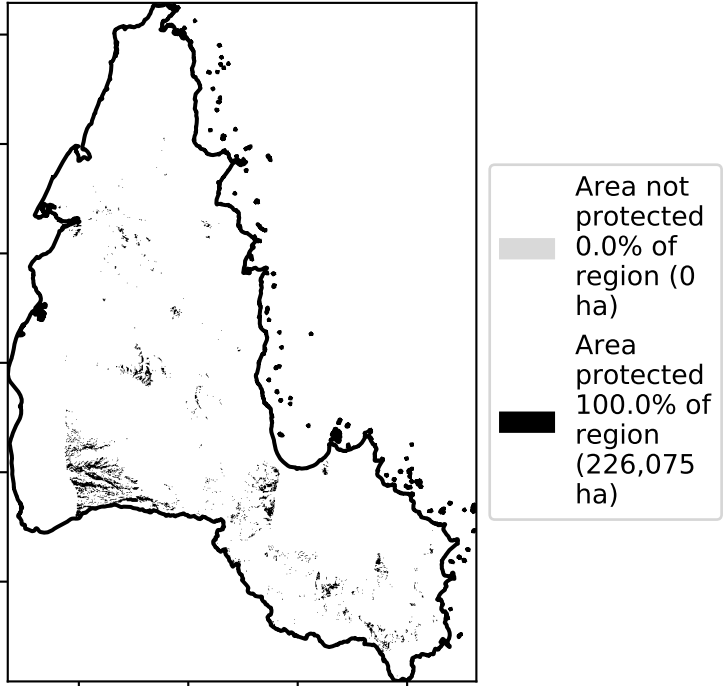 Area not
protected
0.0% of
region (0
ha)
Area
protected
100.0% of
region
(226,075
ha)